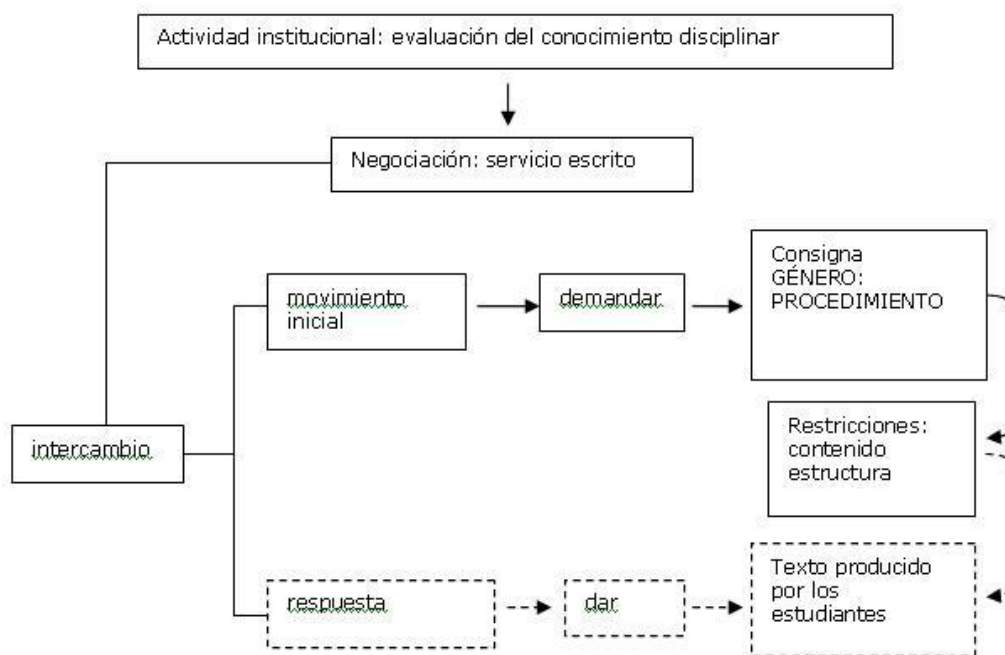 Actividad institucional: evaluación del conocimiento disciplinar
Negociación: servicio escrito
Consigna
GÉNERO:
PROCEDIMIENTO
movimiento
inicial
demandar
intercambio
Restricciones:
contenido
estructura
respuesta
dar
Texto producido
por los
estudiantes